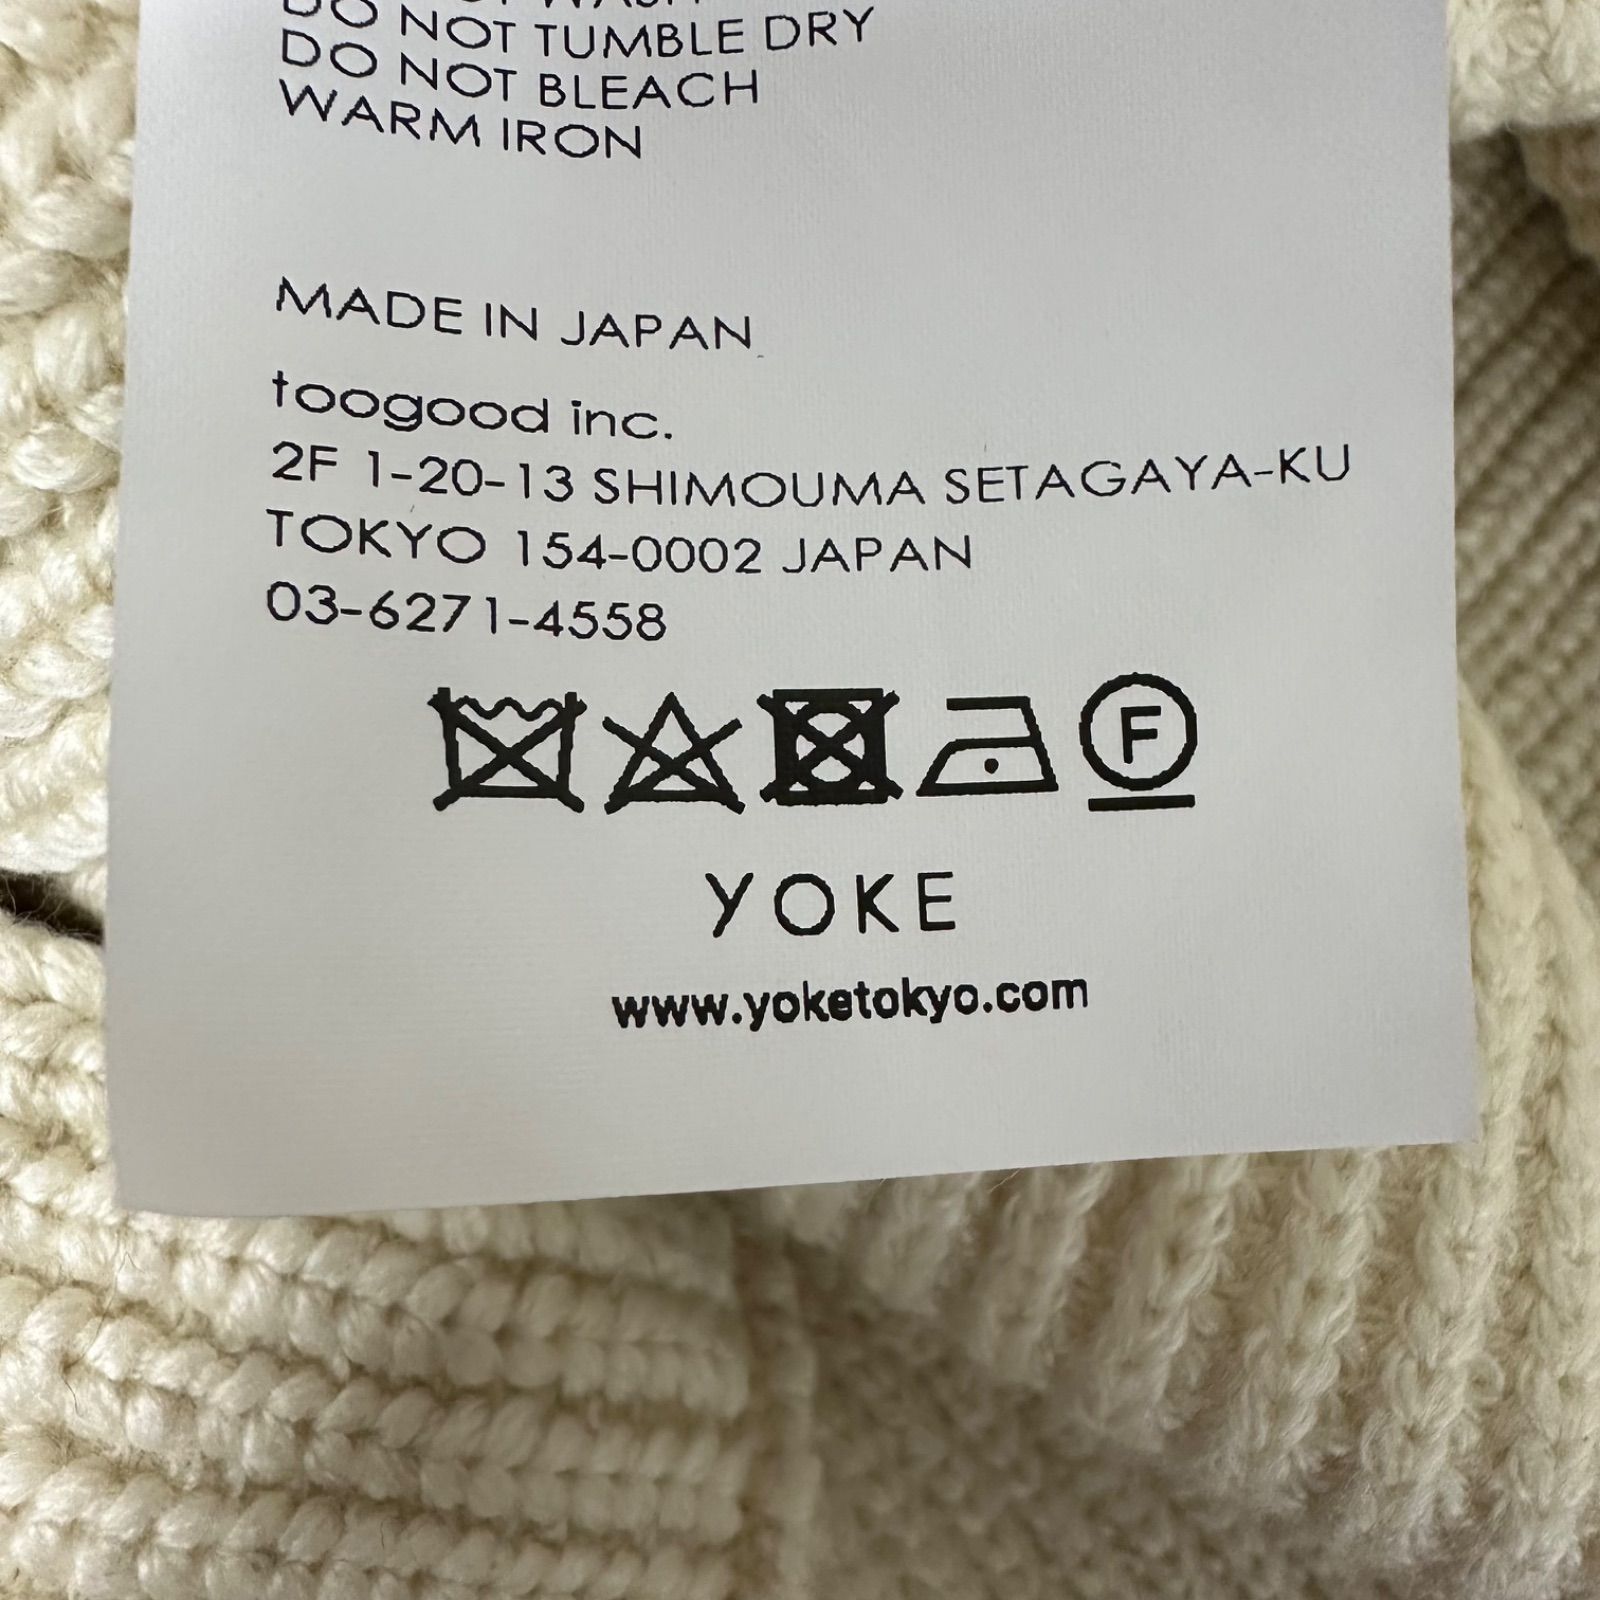 DO NOT TUMBLE DRY
DO NOT BLEACH
WARM IRON
MADE IN JAPAN
toogood inc.
2F 1-20-13 SHIMOUMA SETAGAYA-KU
TOKYO 154-0002 JAPAN
03-6271-4558
F
YOKE
www.yoketokyo.com